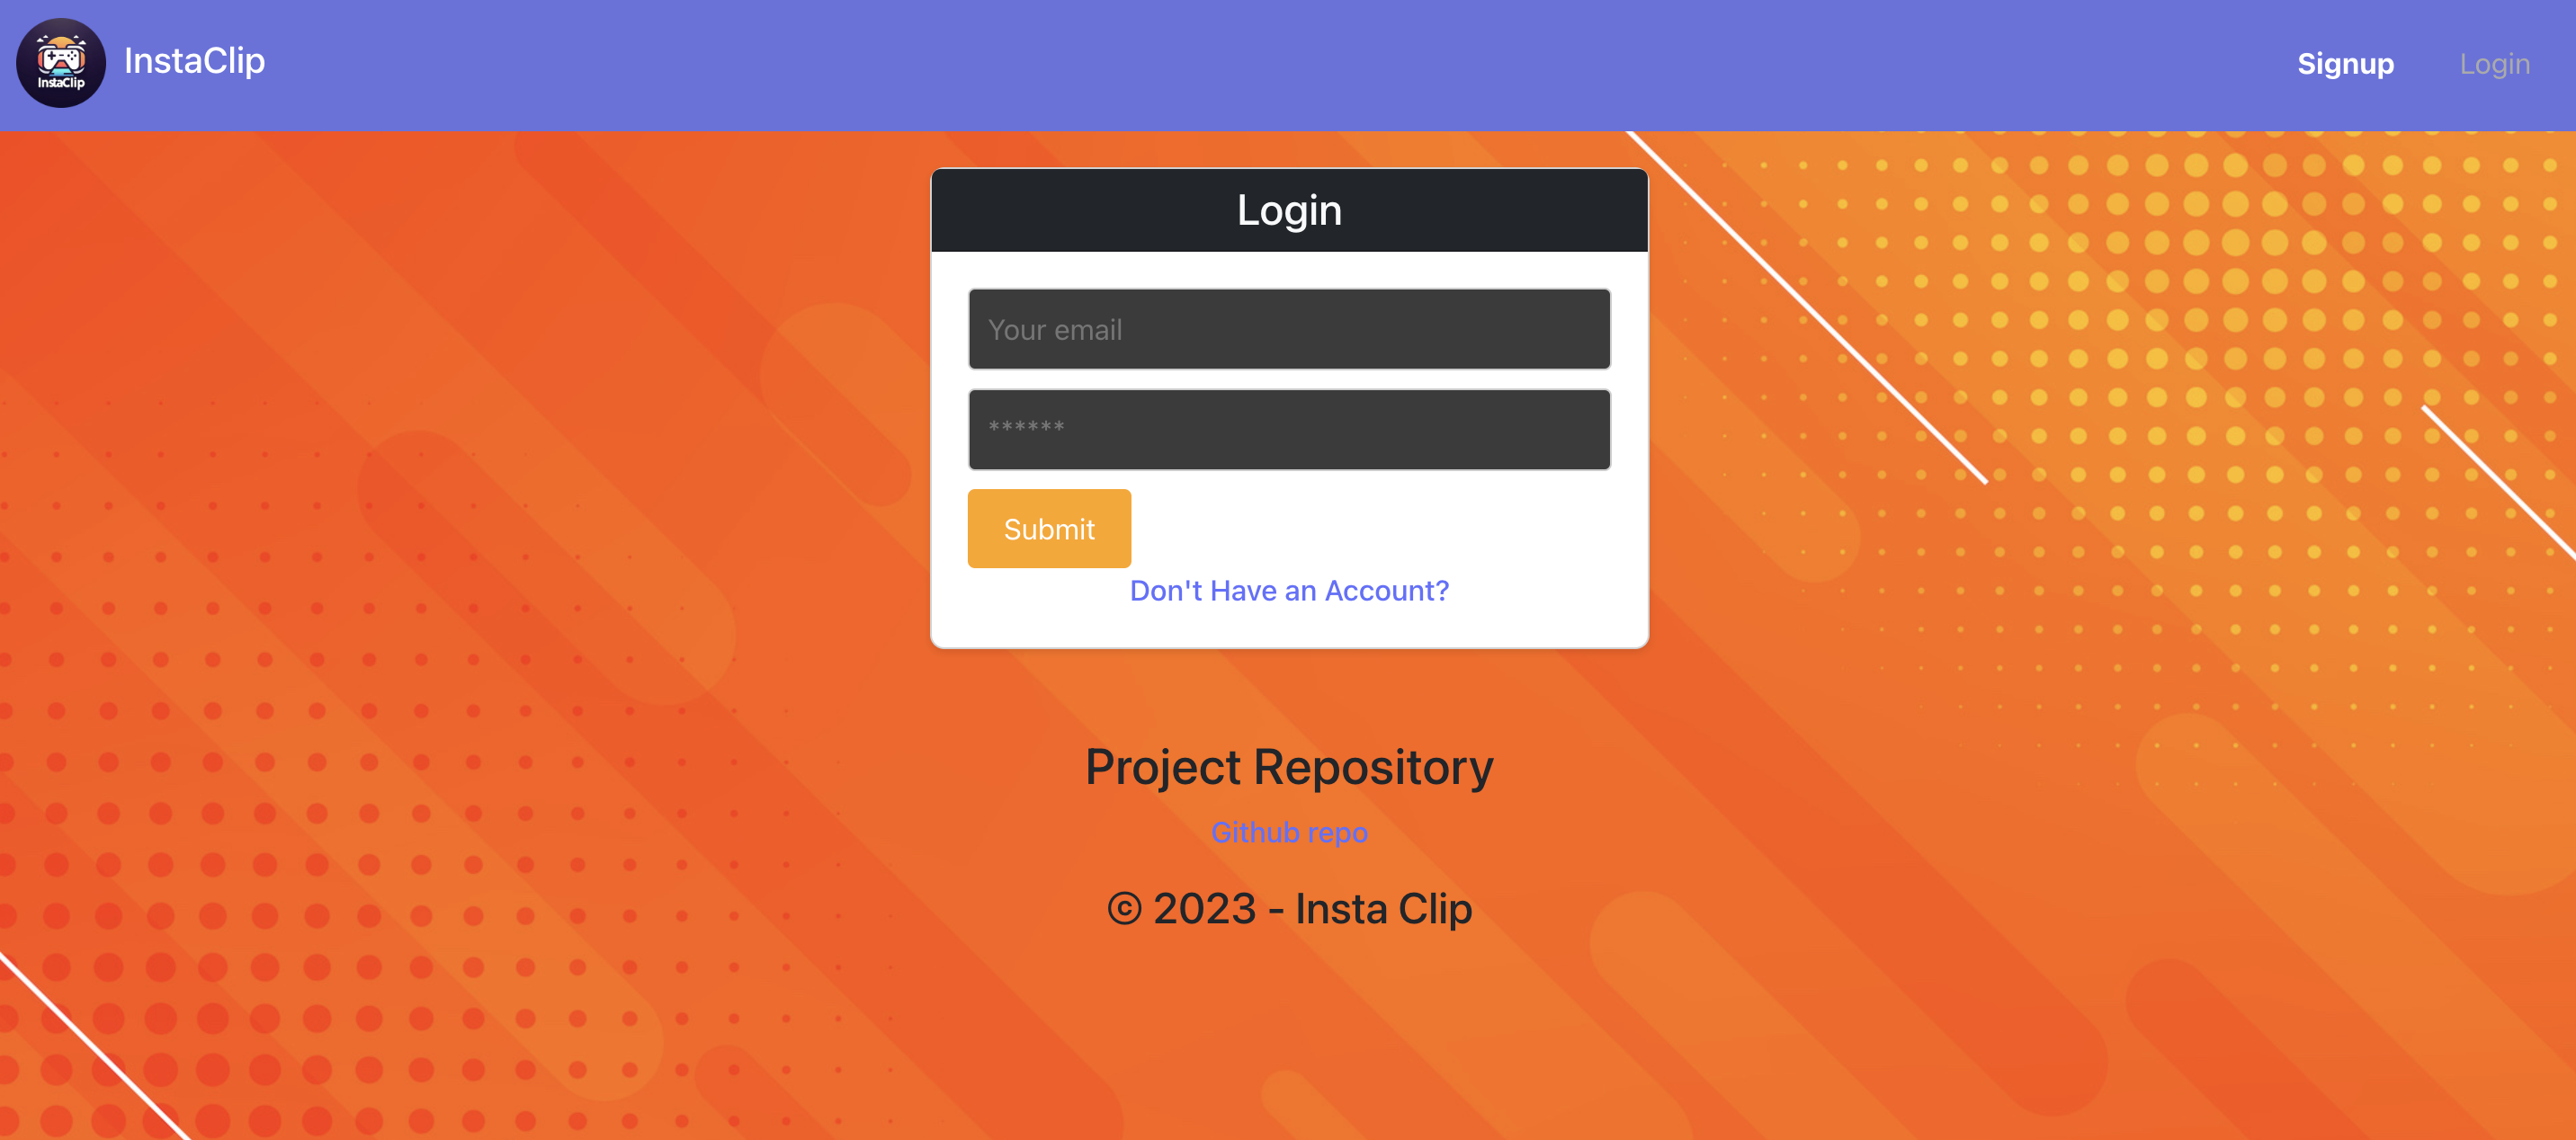 InstaClip
InstaClip
Signup
Login
Login
Your email
******
Submit
Don't Have an Account?
Project Repository
Github repo
© 2023 - Insta Clip